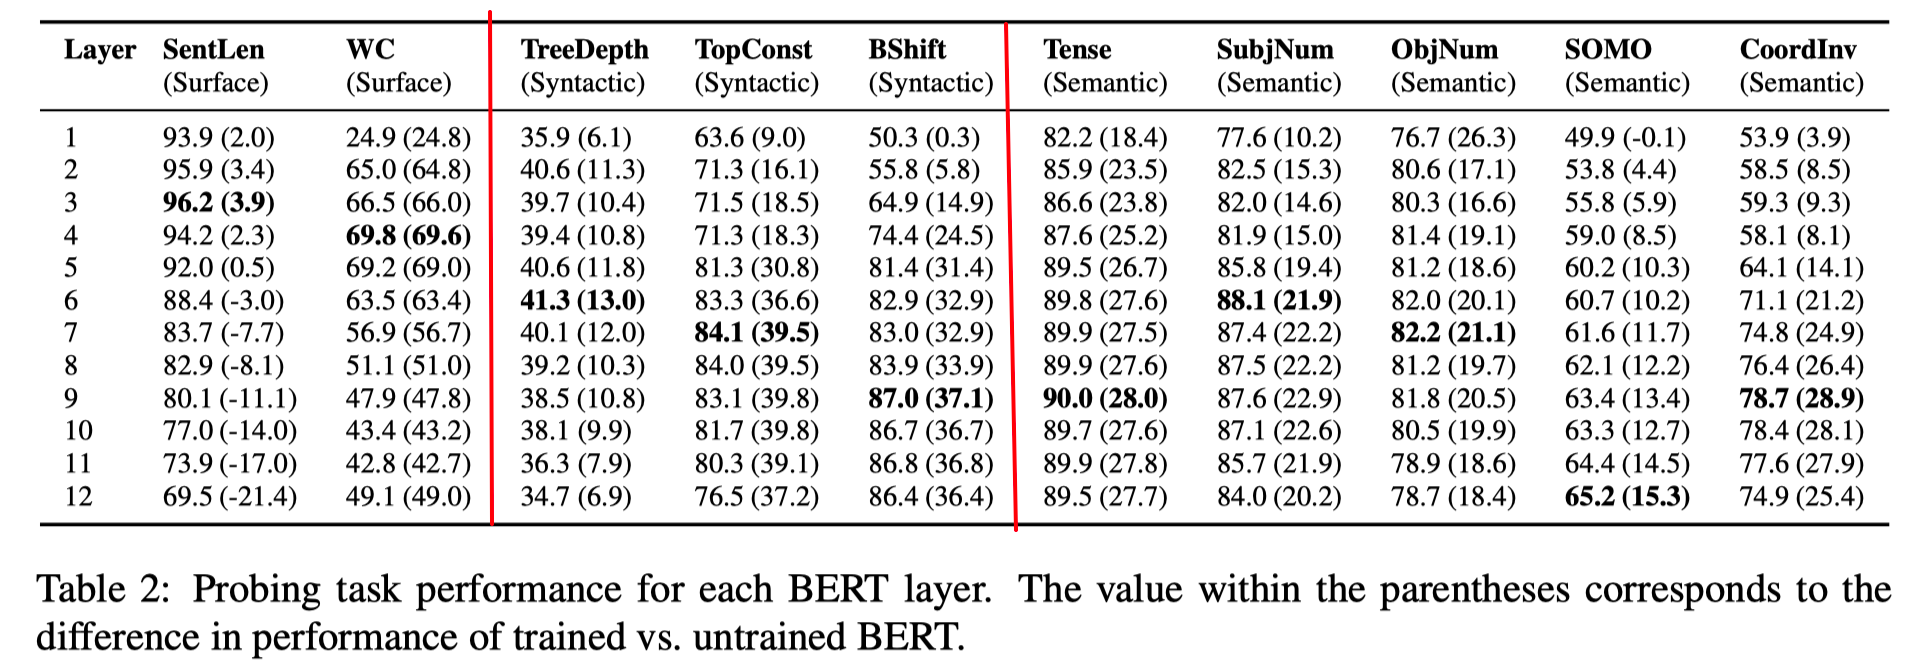 Layer SentLen WC TreeDepth TopConst BShift Tense SubjNum ObjNum SOMO CoordInv
(Surface) (Surface) (Syntactic) (Syntactic) (Syntactic) (Semantic) (Semantic) (Semantic) (Semantic) (Semantic)
1 93.9 (2.0) 24.9 (24.8) 35.9 (6.1) 63.6 (9.0) 50.3 (0.3) 82.2 (18.4) 77.6 (10.2) 76.7 (26.3) 49.9 (-0.1) 53.9 (3.9)
2 95.9 (3.4) 65.0 (64.8) 40.6 (11.3) 71.3 (16.1) 55.8 (5.8) 85.9 (23.5) 82.5 (15.3) 80.6 (17.1) 53.8 (4.4) 58.5 (8.5)
3 96.2 (3.9) 66.5 (66.0) 39.7 (10.4) 71.5 (18.5) 64.9 (14.9) 86.6 (23.8) 82.0 (14.6) 80.3 (16.6) 55.8 (5.9) 59.3 (9.3)
4 94.2 (2.3) 69.8 (69.6) 39.4 (10.8) 71.3 (18.3) 74.4 (24.5) 87.6 (25.2) 81.9 (15.0) 81.4 (19.1) 59.0 (8.5) 58.1 (8.1)
5 92.0 (0.5) 69.2 (69.0) 40.6 (11.8) 81.3 (30.8) 81.4 (31.4) 89.5 (26.7) 85.8 (19.4) 81.2 (18.6) 60.2 (10.3) 64.1 (14.1)
6 88.4 (-3.0) 63.5 (63.4) 41.3 (13.0) 83.3 (36.6) 82.9 (32.9) 89.8 (27.6) 88.1 (21.9) 82.0 (20.1) 60.7 (10.2) 71.1 (21.2)
7 83.7 (-7.7) 56.9 (56.7) 40.1 (12.0) 84.1 (39.5) 83.0 (32.9) 89.9 (27.5) 87.4 (22.2) 82.2 (21.1) 61.6 (11.7) 74.8 (24.9)
8 82.9 (-8.1) 51.1 (51.0) 39.2 (10.3) 84.0 (39.5) 83.9 (33.9) 89.9 (27.6) 87.5 (22.2) 81.2 (19.7) 62.1 (12.2) 76.4 (26.4)
9 80.1 (-11.1) 47.9 (47.8) 38.5 (10.8) 83.1 (39.8) 87.0 (37.1) 90.0 (28.0) 87.6 (22.9) 81.8 (20.5) 63.4 (13.4) 78.7 (28.9)
10 77.0 (-14.0) 43.4 (43.2) 38.1 (9.9) 81.7 (39.8) 86.7 (36.7) 89.7 (27.6) 87.1 (22.6) 80.5 (19.9) 63.3 (12.7) 78.4 (28.1)
11 73.9 (-17.0) 42.8 (42.7) 36.3 (7.9) 80.3 (39.1) 86.8 (36.8) 89.9 (27.8) 85.7 (21.9) 78.9 (18.6) 64.4 (14.5) 77.6 (27.9)
12 69.5 (-21.4) 49.1 (49.0) 34.7 (6.9) 76.5 (37.2) 86.4 (36.4) 89.5 (27.7) 84.0 (20.2) 78.7 (18.4) 65.2 (15.3) 74.9 (25.4)
Table 2: Probing task performance for each BERT layer. The value within the parentheses corresponds to the
difference in performance of trained vs. untrained BERT.